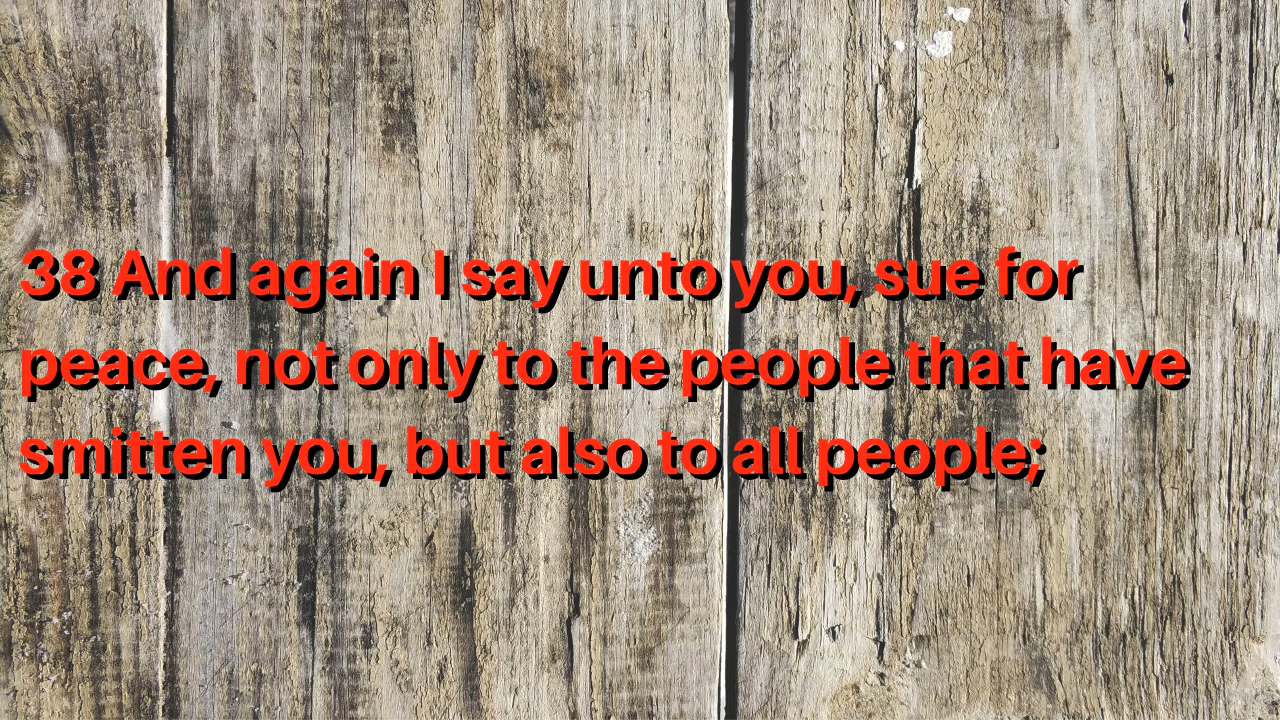 38 And again I say unto you, sue for
peace, not only to the people that have
smitten you, but also to all people;